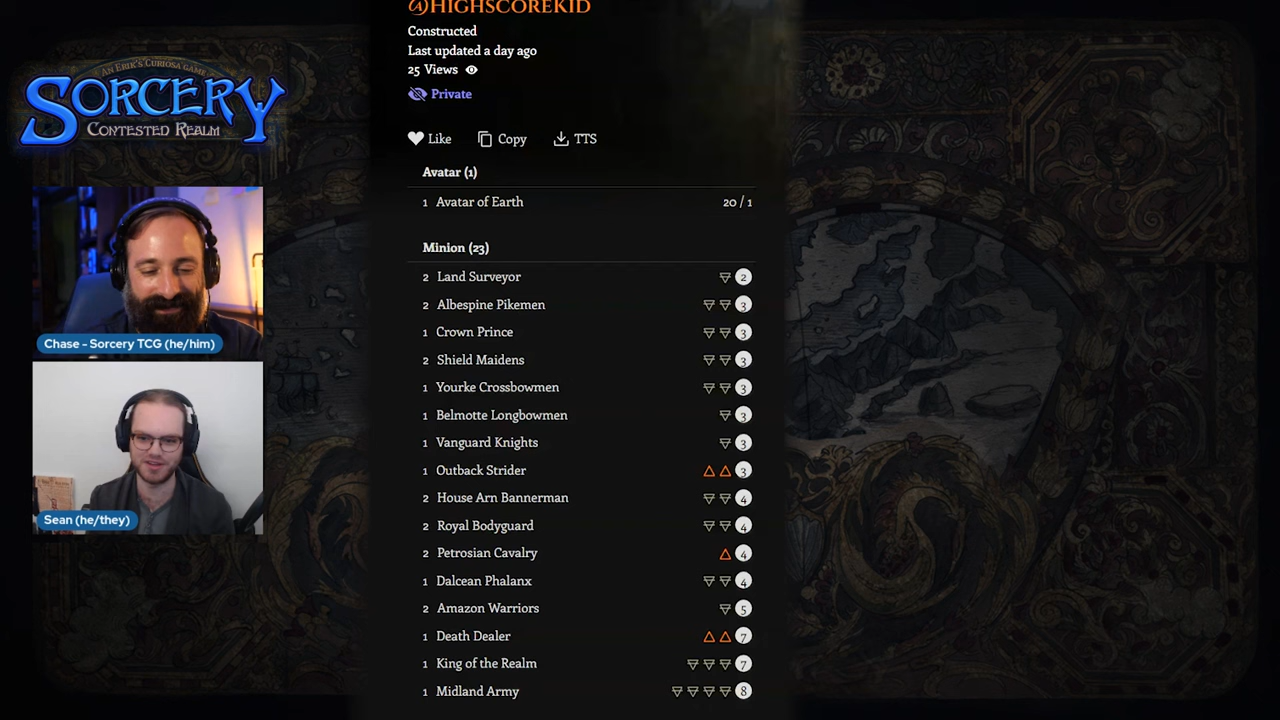 AN ERIK'S CURIOSA GAME
SORCERY
CONTESTED REALM
Chase - Sorcery TCG (he/him)
Sean (he/they)
@HIGHSCOREKID
Constructed
Last updated a day ago
25 Views
Private
Like Copy TTS
Avatar (1)
1 Avatar of Earth 20 / 1
Minion (23)
2 Land Surveyor 2
2 Albespine Pikemen 3
1 Crown Prince 3
2 Shield Maidens 3
1 Yourke Crossbowmen 3
1 Belmotte Longbowmen 3
1 Vanguard Knights 3
1 Outback Strider 3
2 House Arn Bannerman 4
2 Royal Bodyguard 4
2 Petrosian Cavalry 4
1 Dalcean Phalanx 4
2 Amazon Warriors 5
1 Death Dealer 7
1 King of the Realm 7
1 Midland Army 8